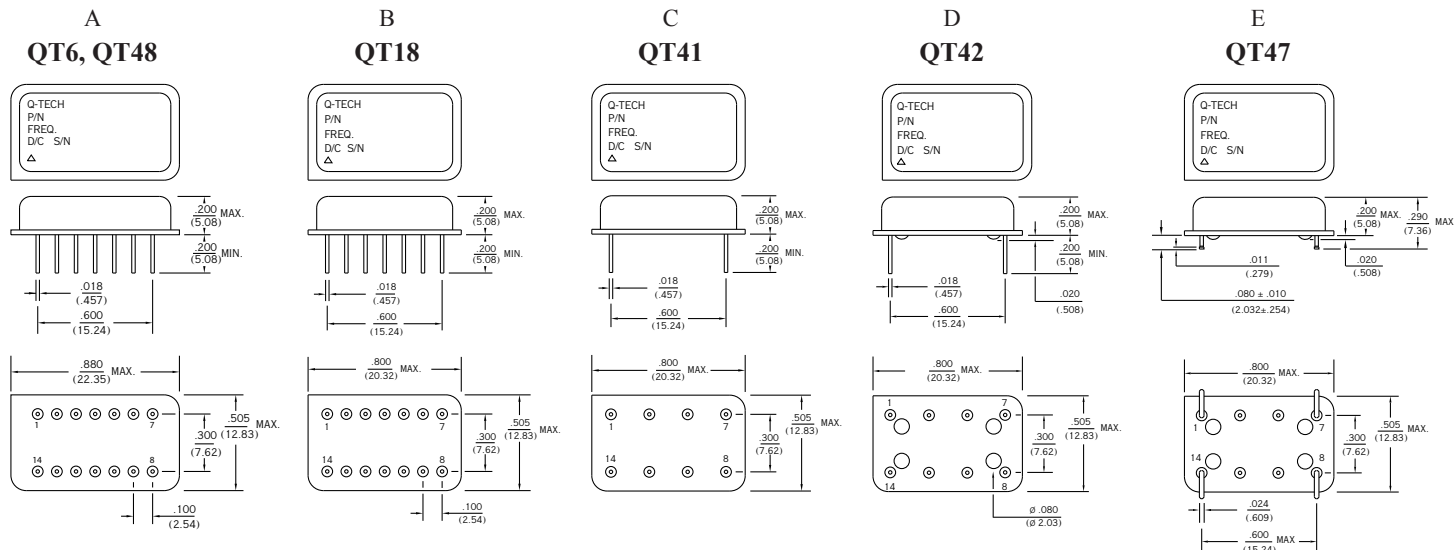 A
QT6, QT48
Q-TECH
P/N
FREQ.
D/C S/N
.200
(5.08)
MAX.
.200
(5.08)
MIN.
.018
(.457)
.600
(15.24)
.880
(22.35)
MAX.
1
7
14
8
.300
(7.62)
.505
(12.83)
MAX.
.100
(2.54)
B
QT18
Q-TECH
P/N
FREQ.
D/C S/N
.200
(5.08)
MAX.
.200
(5.08)
MIN.
.018
(.457)
.600
(15.24)
.800
(20.32)
MAX.
1
7
14
8
.300
(7.62)
.505
(12.83)
MAX.
.100
(2.54)
C
QT41
Q-TECH
P/N
FREQ.
D/C S/N
.200
(5.08)
MAX.
.200
(5.08)
MIN.
.018
(.457)
.600
(15.24)
.800
(20.32)
MAX.
1
7
14
8
.300
(7.62)
.505
(12.83)
MAX.
D
QT42
Q-TECH
P/N
FREQ.
D/C S/N
.200
(5.08)
MAX.
.200
(5.08)
MIN.
.018
(.457)
.600
(15.24)
.020
(.508)
.800
(20.32)
MAX.
1
7
14
8
.300
(7.62)
.505
(12.83)
MAX.
ø .080
(ø 2.03)
E
QT47
Q-TECH
P/N
FREQ.
D/C S/N
.200
(5.08)
MAX.
.290
(7.36)
MAX
.011
(.279)
.020
(.508)
.080 ± .010
(2.032±.254)
.800
(20.32)
MAX.
1
7
14
8
.300
(7.62)
.505
(12.83)
MAX.
.024
(.609)
.600
(15.24)
MAX